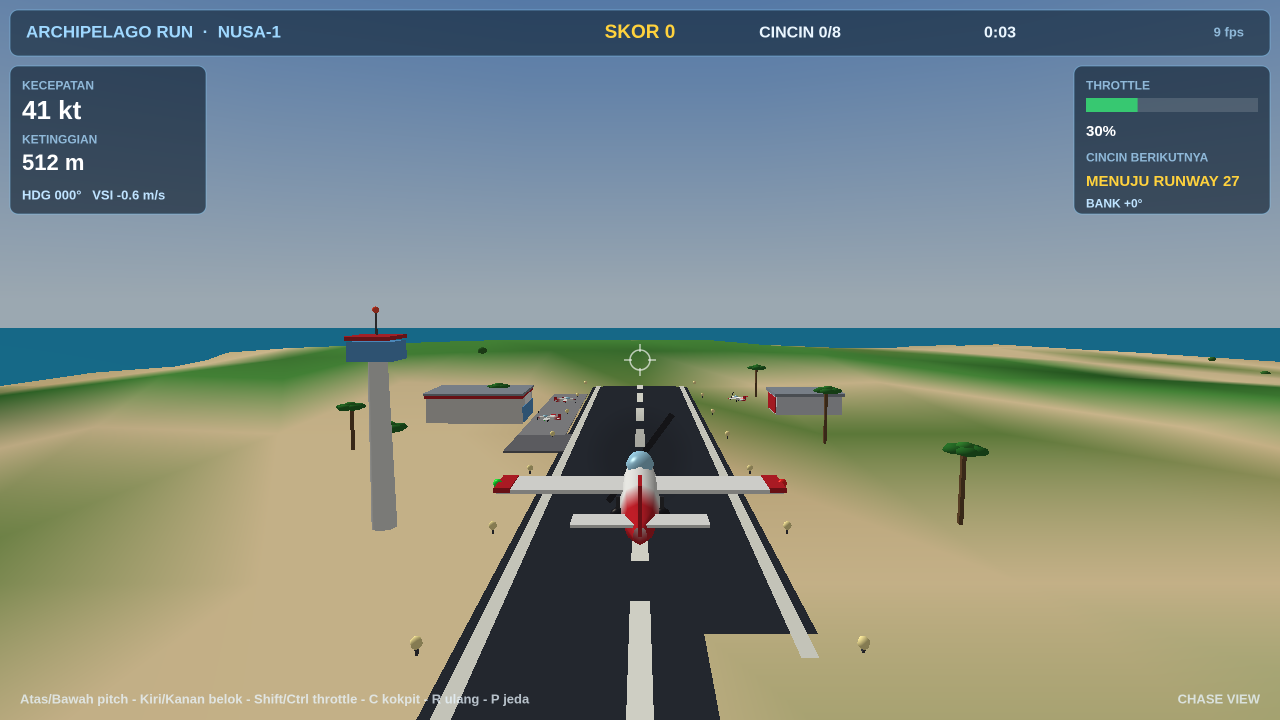 ARCHIPELAGO RUN · NUSA-1
SKOR 0
CINCIN 0/8
0:03
9 fps
KECEPATAN
41 kt
KETINGGIAN
512 m
HDG 000° VSI -0.6 m/s
THROTTLE
30%
CINCIN BERIKUTNYA
MENUJU RUNWAY 27
BANK +0°
Atas/Bawah pitch - Kiri/Kanan belok - Shift/Ctrl throttle - C kokpit - R ulang - P jeda
CHASE VIEW